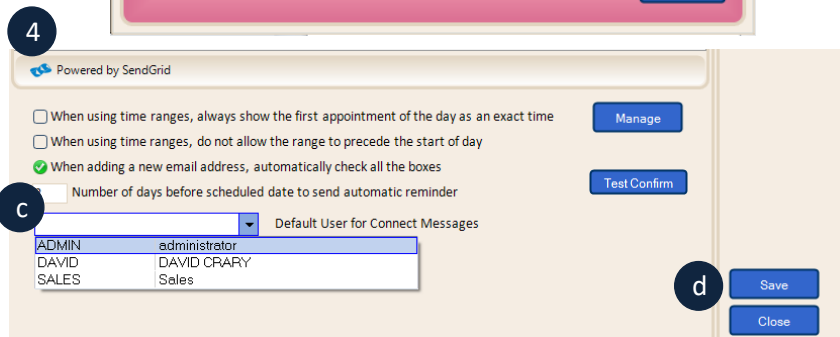 4
Powered by SendGrid
When using time ranges, always show the first appointment of the day as an exact time
Manage
When using time ranges, do not allow the range to precede the start of day
When adding a new email address, automatically check all the boxes
Number of days before scheduled date to send automatic reminder
Test Confirm
c
Default User for Connect Messages
ADMIN administrator
DAVID DAVID CRARY
SALES Sales
d
Save
Close